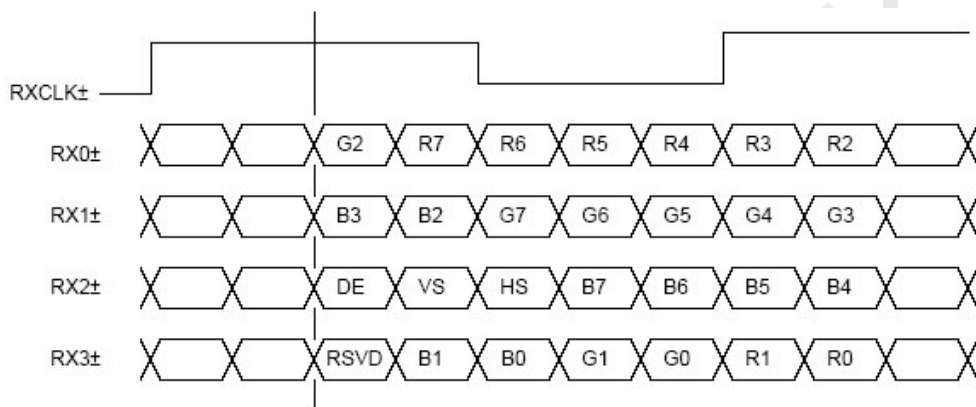 RXCLK±
RX0± G2 R7 R6 R5 R4 R3 R2
RX1± B3 B2 G7 G6 G5 G4 G3
RX2± DE VS HS B7 B6 B5 B4
RX3± RSVD B1 B0 G1 G0 R1 R0